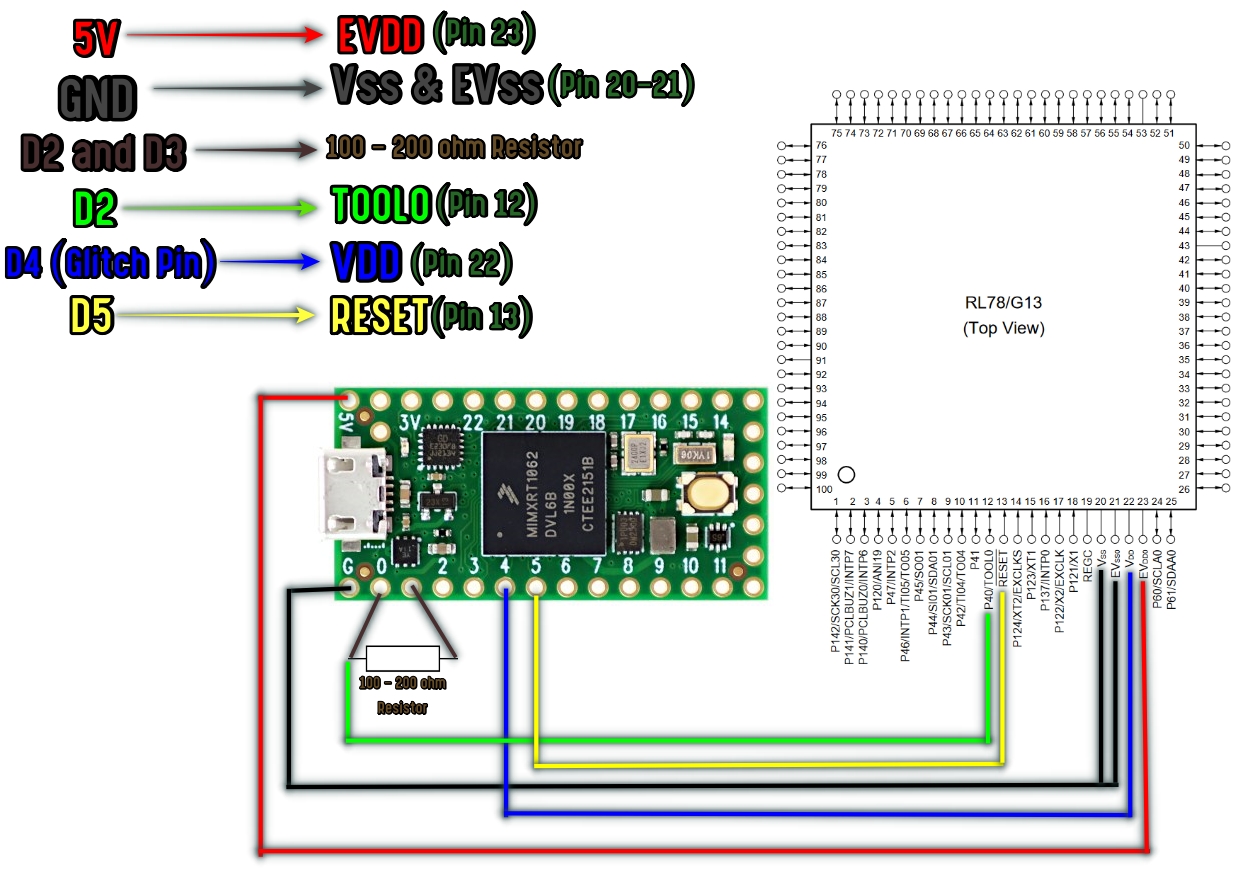 5V EVDD (Pin 23)
GND Vss & EVss (Pin 20-21)
D2 and D3 100 - 200 ohm Resistor
D2 TOOLO (Pin 12)
D4 (Glitch Pin) VDD (Pin 22)
D5 RESET (Pin 13)
75 74 73 72 71 70 69 68 67 66 65 64 63 62 61 60 59 58 57 56 55 54 53 52 51
76 50
77 49
78 48
79 47
80 46
81 45
82 44
83 43
84 42
85 41
86 40
87 39
88 38
89 37
90 36
91 35
92 34
93 33
94 32
95 31
96 30
97 29
98 28
99 27
100 26
RL78/G13
(Top View)
1 2 3 4 5 6 7 8 9 10 11 12 13 14 15 16 17 18 19 20 21 22 23 24 25
P142/SCK30/SCL30
P141/PCLBUZ1/INTP7
P140/PCLBUZ0/INTP6
P120/ANI19
P47/INTP2
P46/INTP1/TI05/TO05
P45/SO01
P44/SI01/SDA01
P43/SCK01/SCL01
P42/TI04/TO04
P41
P40/TOOL0
RESET
P124/XT2/EXCLKS
P123/XT1
P137/INTP0
P122/X2/EXCLK
P121/X1
REGC
Vss
EVss0
VDD
EVDD0
P60/SCLA0
P61/SDAA0
5V 3V 22 21 20 19 18 17 16 15 14
MIMXRT1062
DVL6B
1N00X
CTEE2151B
1YK06
G 0 2 3 4 5 6 7 8 9 10 11
100 - 200 ohm
Resistor